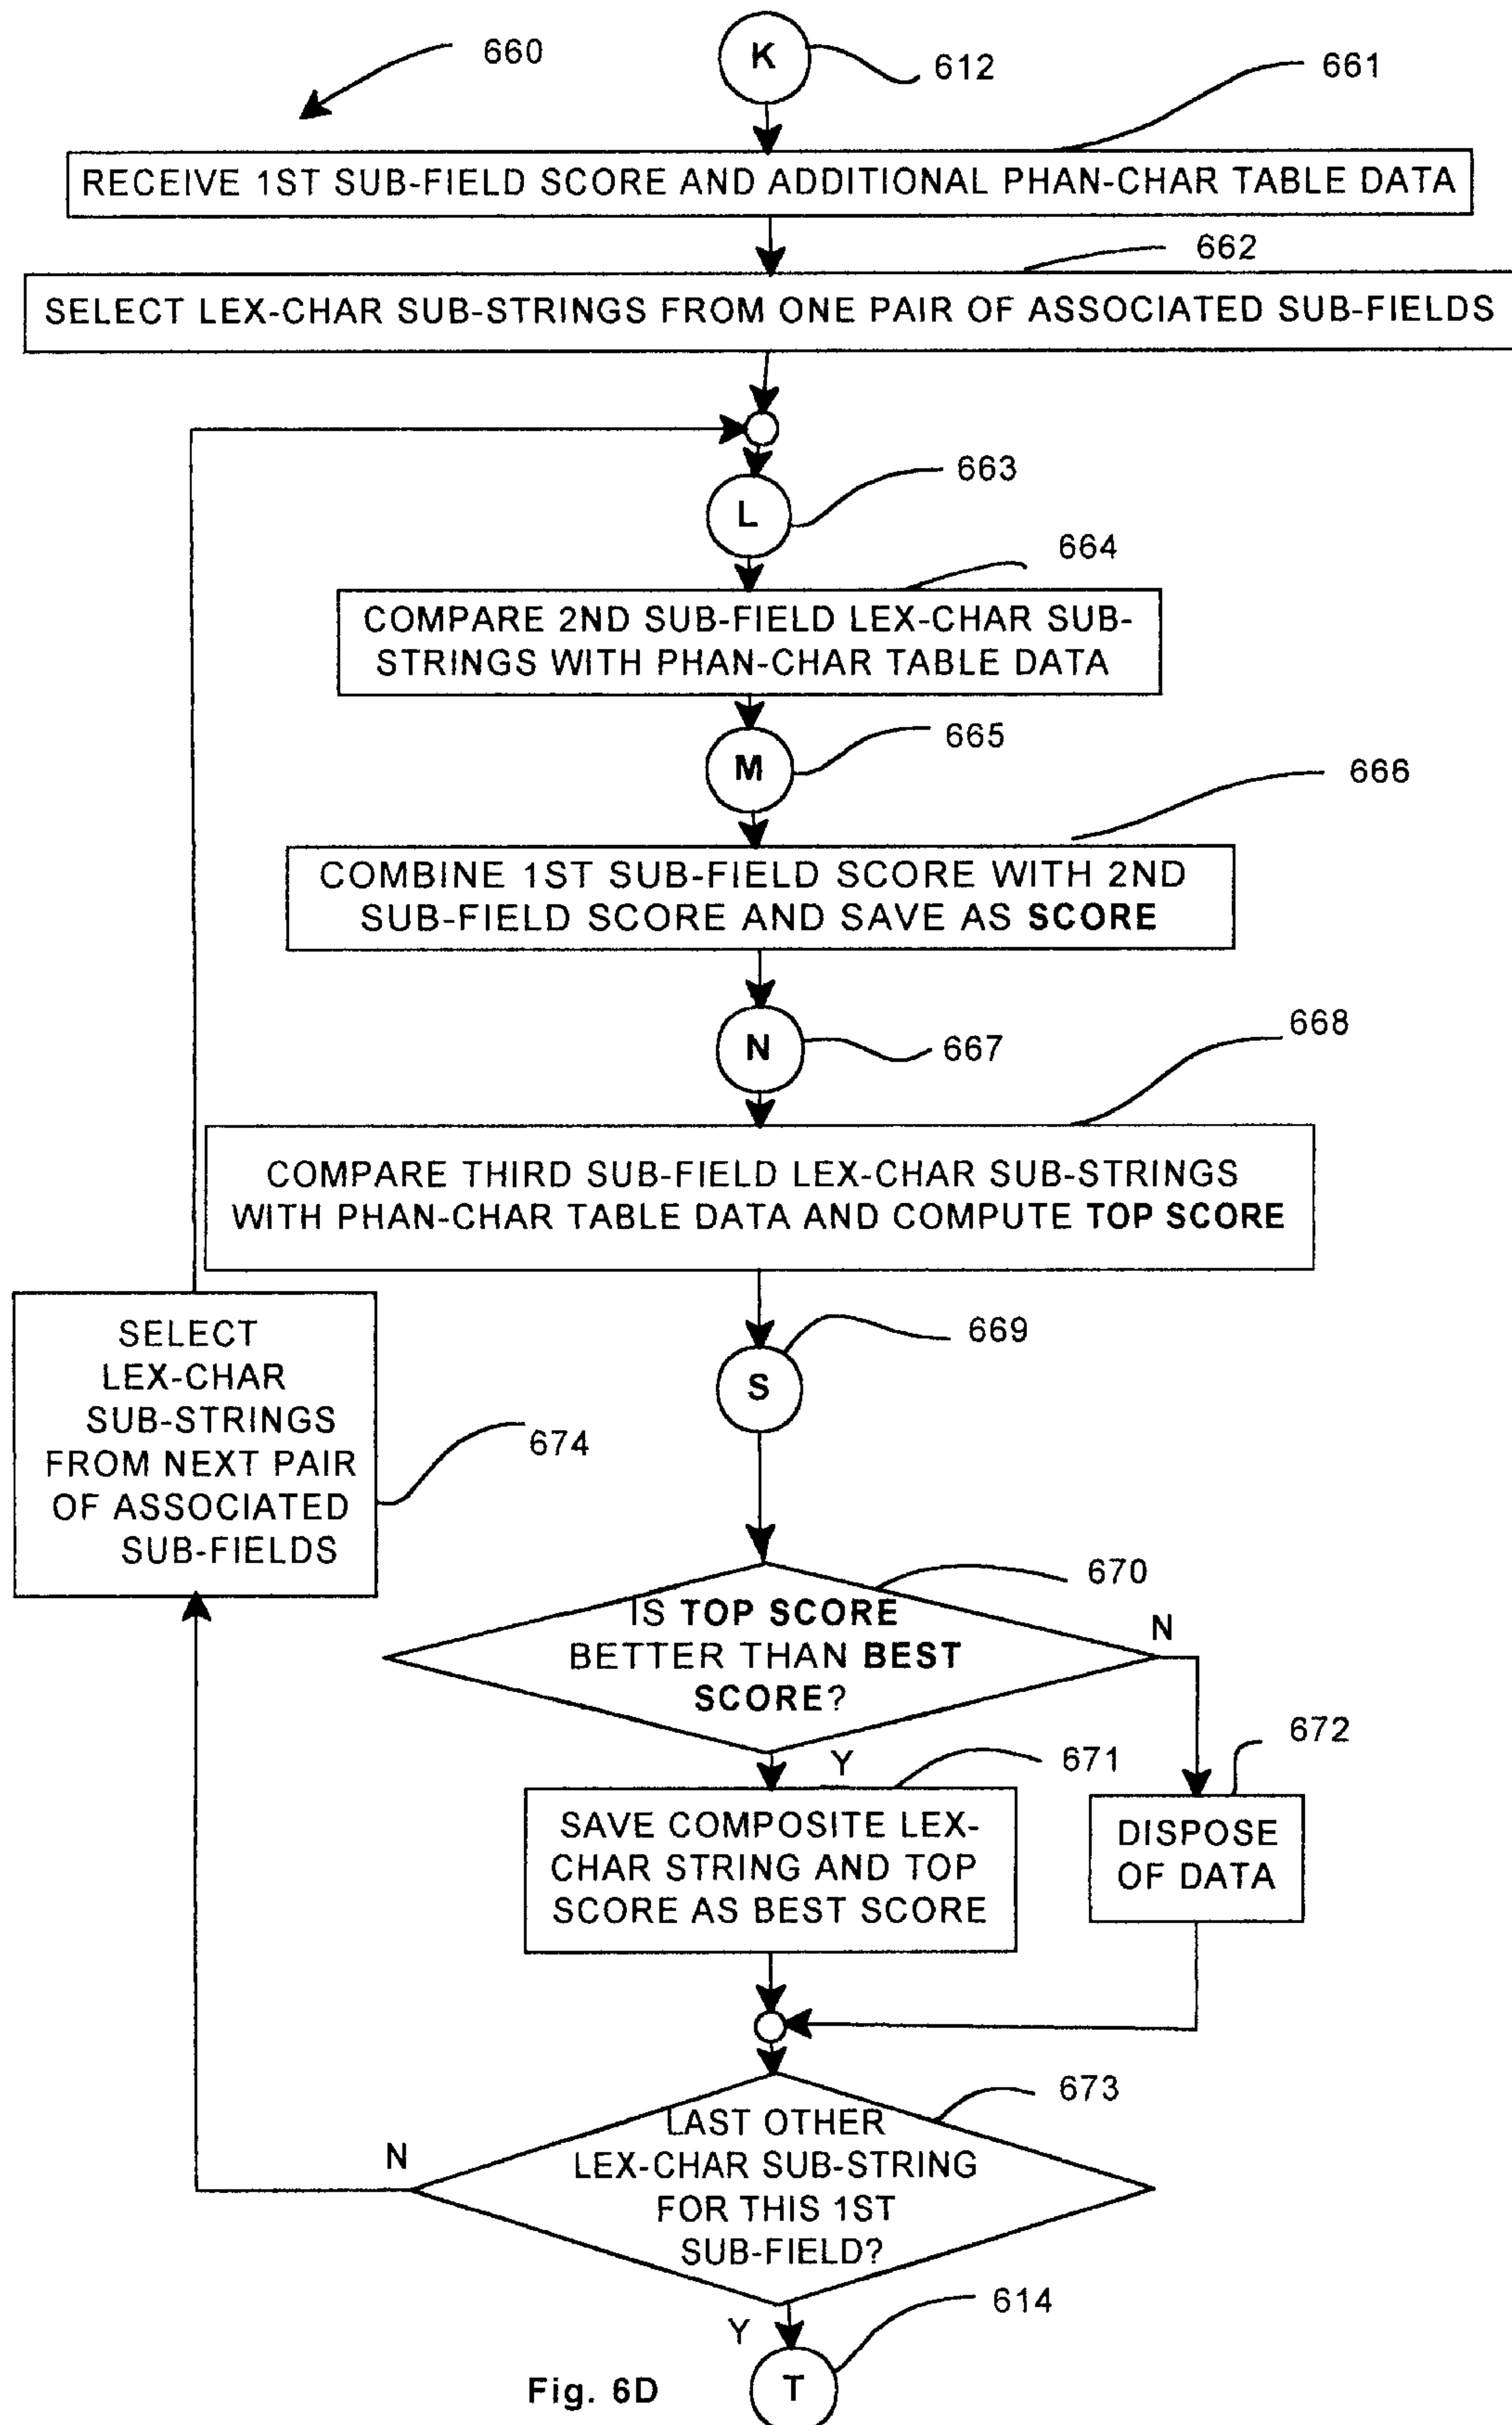 660
K
612
661
RECEIVE 1ST SUB-FIELD SCORE AND ADDITIONAL PHAN-CHAR TABLE DATA
662
SELECT LEX-CHAR SUB-STRINGS FROM ONE PAIR OF ASSOCIATED SUB-FIELDS
663
L
664
COMPARE 2ND SUB-FIELD LEX-CHAR SUB-
STRINGS WITH PHAN-CHAR TABLE DATA
665
M
666
COMBINE 1ST SUB-FIELD SCORE WITH 2ND
SUB-FIELD SCORE AND SAVE AS SCORE
N
667
668
COMPARE THIRD SUB-FIELD LEX-CHAR SUB-STRINGS
WITH PHAN-CHAR TABLE DATA AND COMPUTE TOP SCORE
SELECT
LEX-CHAR
SUB-STRINGS
FROM NEXT PAIR
OF ASSOCIATED
SUB-FIELDS
674
669
S
670
IS TOP SCORE
BETTER THAN BEST
SCORE?
N
Y
671
672
SAVE COMPOSITE LEX-
CHAR STRING AND TOP
SCORE AS BEST SCORE
DISPOSE
OF DATA
673
N
LAST OTHER
LEX-CHAR SUB-STRING
FOR THIS 1ST
SUB-FIELD?
614
Y
T
Fig. 6D